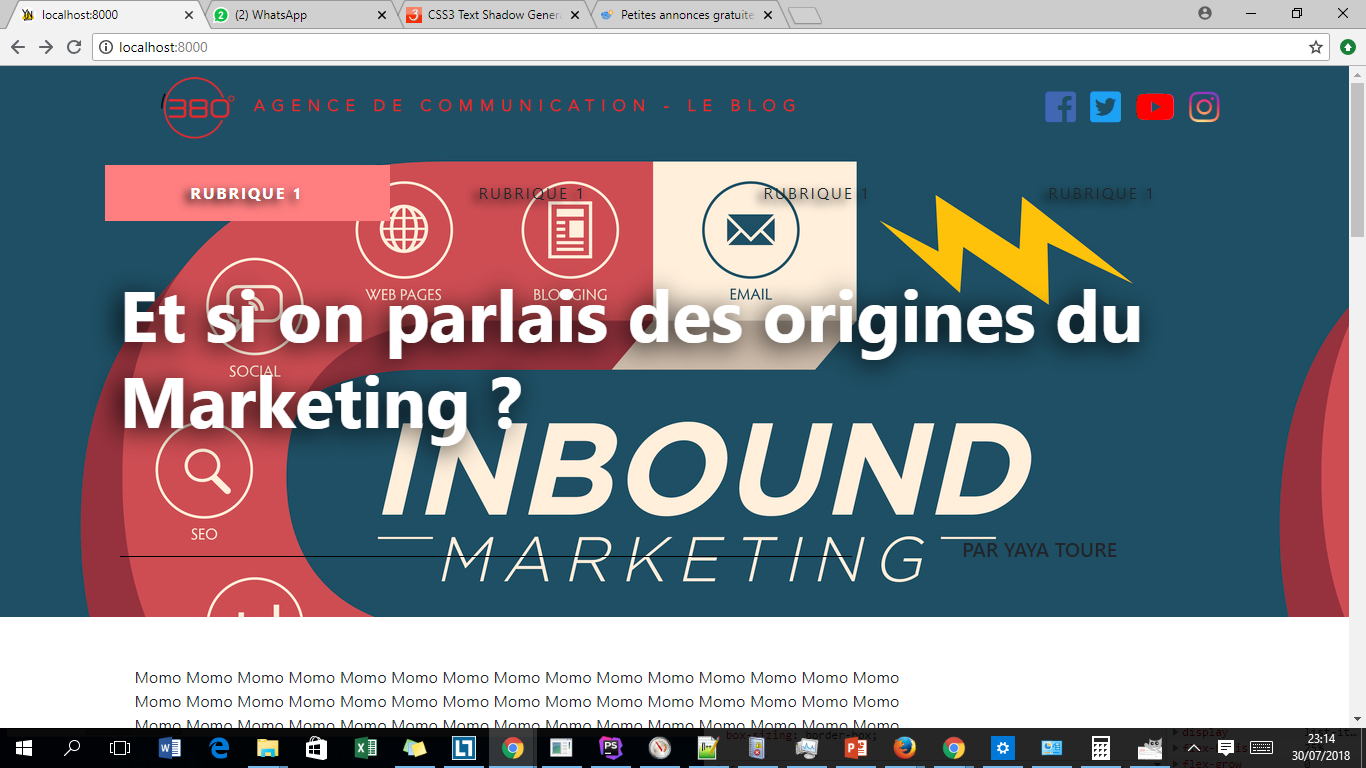 localhost:8000
(2) WhatsApp
CSS3 Text Shadow Gener
Petites annonces gratuite
localhost:8000
380° AGENCE DE COMMUNICATION - LE BLOG
RUBRIQUE 1
RUBRIQUE 1
RUBRIQUE 1
RUBRIQUE 1
WEB PAGES
BLOGGING
EMAIL
Et si on parlais des origines du
Marketing ?
SOCIAL
INBOUND
MARKETING
SEO
PAR YAYA TOURE
Momo Momo Momo Momo Momo Momo Momo Momo Momo Momo Momo Momo Momo Momo Momo
Momo Momo Momo Momo Momo Momo Momo Momo Momo Momo Momo Momo Momo Momo Momo
Momo Momo Momo Momo Momo Momo Momo Momo Momo Momo Momo Momo Momo Momo Momo
box-sizing: border-box;
display
flex-grow
23:14
30/07/2018